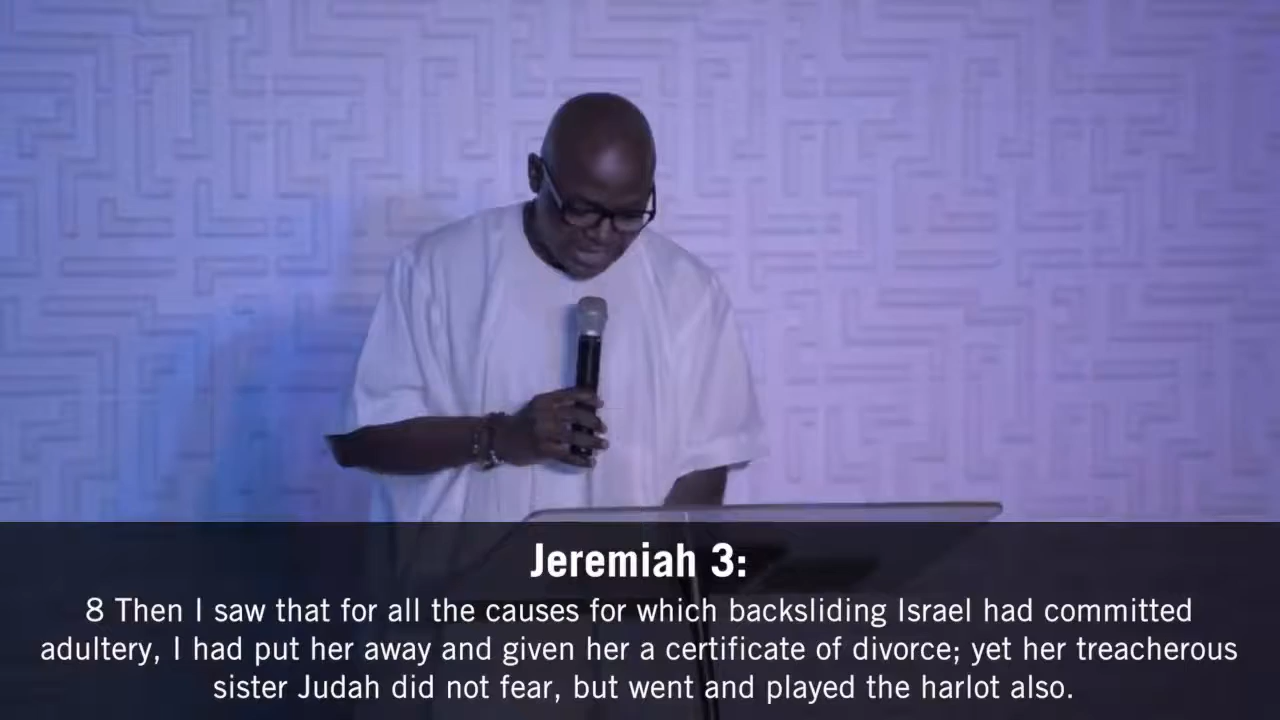 Jeremiah 3:
8 Then I saw that for all the causes for which backsliding Israel had committed
adultery, I had put her away and given her a certificate of divorce; yet her treacherous
sister Judah did not fear, but went and played the harlot also.